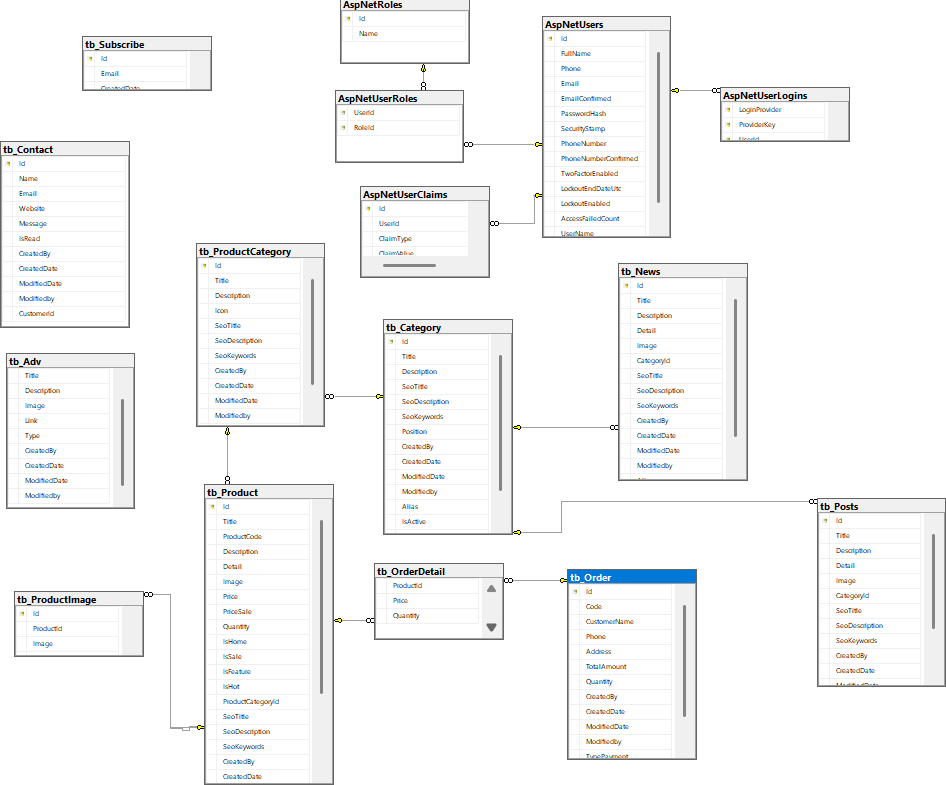 AspNetRoles
Id
Name
AspNetUsers
Id
FullName
Phone
Email
EmailConfirmed
PasswordHash
SecurityStamp
PhoneNumber
PhoneNumberConfirmed
TwoFactorEnabled
LockoutEndDateUtc
LockoutEnabled
AccessFailedCount
UserName
tb_Subscribe
Id
Email
CreatedDate
AspNetUserRoles
UserId
RoleId
AspNetUserLogins
LoginProvider
ProviderKey
UserId
tb_Contact
Id
Name
Email
Website
Message
IsRead
CreatedBy
CreatedDate
ModifiedDate
Modifiedby
CustomerId
AspNetUserClaims
Id
UserId
ClaimType
ClaimValue
tb_ProductCategory
Id
Title
Description
Icon
SeoTitle
SeoDescription
SeoKeywords
CreatedBy
CreatedDate
ModifiedDate
Modifiedby
tb_News
Id
Title
Description
Detail
Image
CategoryId
SeoTitle
SeoDescription
SeoKeywords
CreatedBy
CreatedDate
ModifiedDate
Modifiedby
tb_Category
Id
Title
Description
SeoTitle
SeoDescription
SeoKeywords
Position
CreatedBy
CreatedDate
ModifiedDate
Modifiedby
Alias
IsActive
tb_Adv
Title
Description
Image
Link
Type
CreatedBy
CreatedDate
ModifiedDate
Modifiedby
tb_Product
Id
Title
ProductCode
Description
Detail
Image
Price
PriceSale
Quantity
IsHome
IsSale
IsFeature
IsHot
ProductCategoryId
SeoTitle
SeoDescription
SeoKeywords
CreatedBy
CreatedDate
tb_Posts
Id
Title
Description
Detail
Image
CategoryId
SeoTitle
SeoDescription
SeoKeywords
CreatedBy
CreatedDate
ModifiedDate
tb_OrderDetail
ProductId
Price
Quantity
tb_Order
Id
Code
CustomerName
Phone
Address
TotalAmount
Quantity
CreatedBy
CreatedDate
ModifiedDate
Modifiedby
TypePayment
tb_ProductImage
Id
ProductId
Image